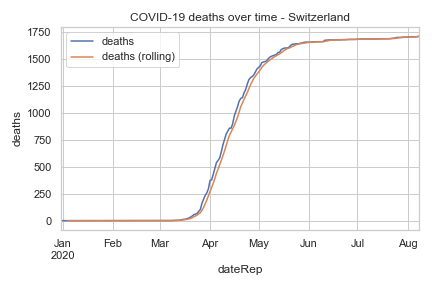 COVID-19 deaths over time - Switzerland
deaths
deaths (rolling)
1750
1500
1250
1000
750
500
250
0
deaths
Jan Feb Mar Apr May Jun Jul Aug
2020
dateRep